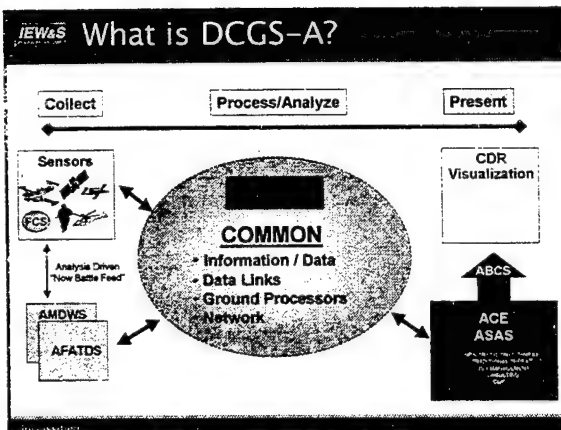 IEW&S What is DCGS-A?
Collect Process/Analyze Present
Sensors
FCS
Analysis Driven
"Now Battle Feed"
AMDWS
AFATDS
COMMON
Information / Data
Data Links
Ground Processors
Network
CDR
Visualization
ABCS
ACE
ASAS